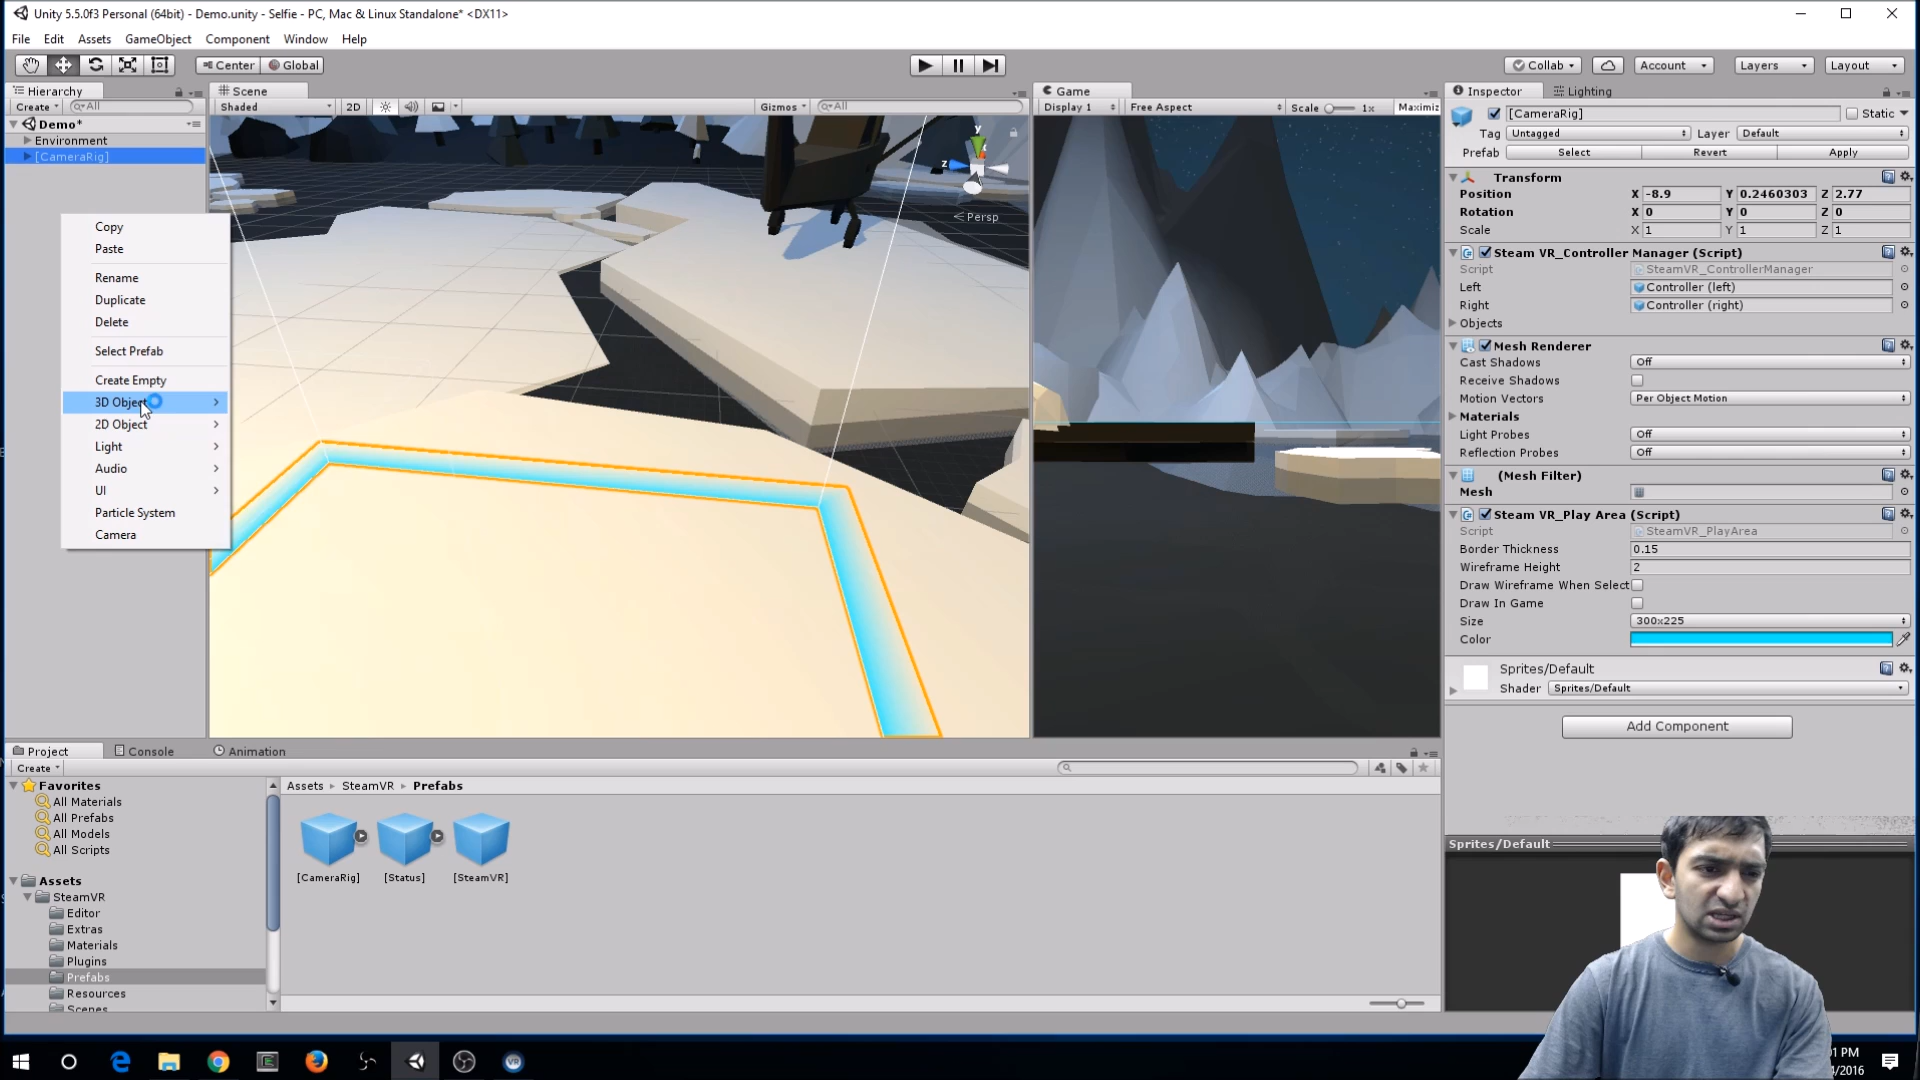 Unity 5.5.0f3 Personal (64bit) - Demo.unity - Selfie - PC, Mac & Linux Standalone* <DX11>
File Edit Assets GameObject Component Window Help
Center Global Collab Account Layers Layout
Hierarchy Scene Game Inspector Lighting
Create All Shaded 2D Gizmos All Display 1 Free Aspect Scale 1x Maximiz
[CameraRig] Static
Demo*
Environment
[CameraRig]
Tag Untagged Layer Default
Prefab Select Revert Apply
y
z
Persp
Transform
Position X -8.9 Y 0.2460303 Z 2.77
Rotation X 0 Y 0 Z 0
Scale X 1 Y 1 Z 1
Steam VR_Controller Manager (Script)
Script SteamVR_ControllerManager
Left Controller (left)
Right Controller (right)
Objects
Mesh Renderer
Cast Shadows Off
Receive Shadows
Motion Vectors Per Object Motion
Materials
Light Probes Off
Reflection Probes Off
(Mesh Filter)
Mesh
Steam VR_Play Area (Script)
Script SteamVR_PlayArea
Border Thickness 0.15
Wireframe Height 2
Draw Wireframe When Select
Draw In Game
Size 300x225
Color
Sprites/Default
Shader Sprites/Default
Add Component
Copy
Paste
Rename
Duplicate
Delete
Select Prefab
Create Empty
3D Object
2D Object
Light
Audio
UI
Particle System
Camera
Project Console Animation
Create
Favorites
All Materials
All Prefabs
All Models
All Scripts
Assets
SteamVR
Editor
Extras
Materials
Plugins
Prefabs
Resources
Scenes
Assets SteamVR Prefabs
[CameraRig] [Status] [SteamVR]
Sprites/Default
VR
1 PM
4/2016